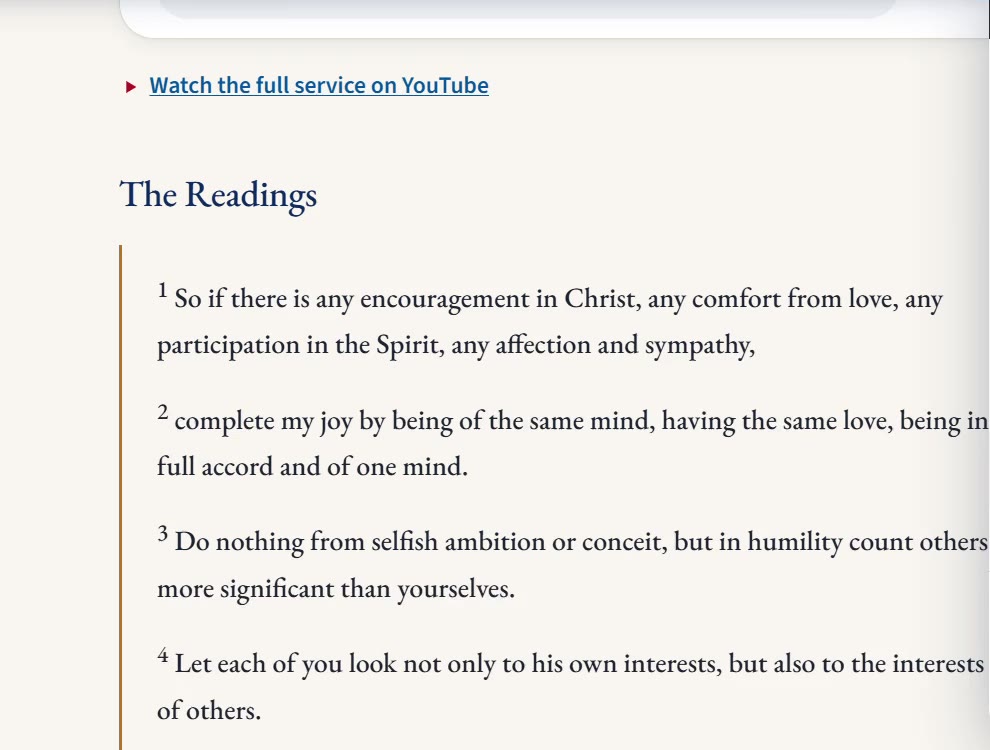 Watch the full service on YouTube
The Readings
1 So if there is any encouragement in Christ, any comfort from love, any
participation in the Spirit, any affection and sympathy,
2 complete my joy by being of the same mind, having the same love, being in
full accord and of one mind.
3 Do nothing from selfish ambition or conceit, but in humility count others
more significant than yourselves.
4 Let each of you look not only to his own interests, but also to the interests
of others.